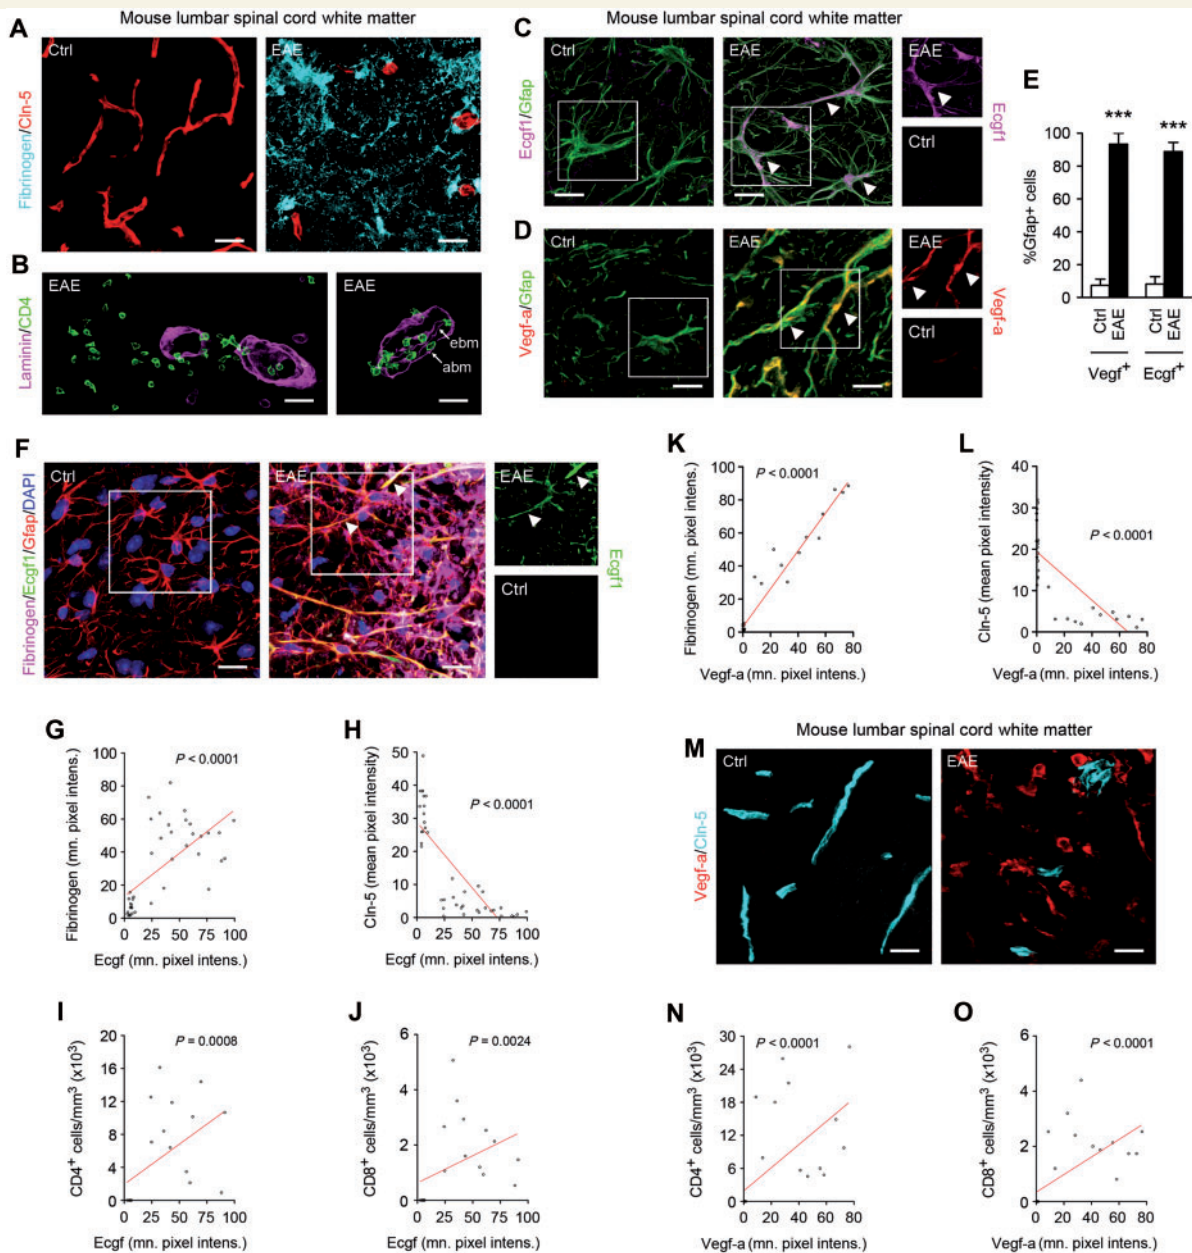 Mouse lumbar spinal cord white matter
A
Ctrl
EAE
Fibrinogen/Cln-5
B
EAE
EAE
ebm
abm
Laminin/CD4
Mouse lumbar spinal cord white matter
C
Ctrl
EAE
EAE
Ctrl
Ecgf1/Gfap
Ecgf1
D
Ctrl
EAE
EAE
Ctrl
Vegf-a/Gfap
Vegf-a
E
***
***
100
80
60
40
20
0
%Gfap+ cells
Ctrl
EAE
Ctrl
EAE
Vegf+
Ecgf+
F
Ctrl
EAE
EAE
Ctrl
Fibrinogen/Ecgf1/Gfap/DAPI
Ecgf1
K
P < 0.0001
100
80
60
40
20
0
Fibrinogen (mn. pixel intens.)
0 20 40 60 80
Vegf-a (mn. pixel intens.)
L
P < 0.0001
40
30
20
10
0
Cln-5 (mean pixel intensity)
0 20 40 60 80
Vegf-a (mn. pixel intens.)
G
P < 0.0001
100
80
60
40
20
0
Fibrinogen (mn. pixel intens.)
0 25 50 75 100
Ecgf (mn. pixel intens.)
H
P < 0.0001
50
40
30
20
10
0
Cln-5 (mean pixel intensity)
0 25 50 75 100
Ecgf (mn. pixel intens.)
Mouse lumbar spinal cord white matter
M
Ctrl
EAE
Vegf-a/Cln-5
I
P = 0.0008
20
16
12
8
4
0
CD4+ cells/mm3 (x103)
0 25 50 75 100
Ecgf (mn. pixel intens.)
J
P = 0.0024
6
4
2
0
CD8+ cells/mm3 (x103)
0 25 50 75 100
Ecgf (mn. pixel intens.)
N
P < 0.0001
30
24
18
12
6
0
CD4+ cells/mm3 (x103)
0 20 40 60 80
Vegf-a (mn. pixel intens.)
O
P < 0.0001
6
4
2
0
CD8+ cells/mm3 (x103)
0 20 40 60 80
Vegf-a (mn. pixel intens.)